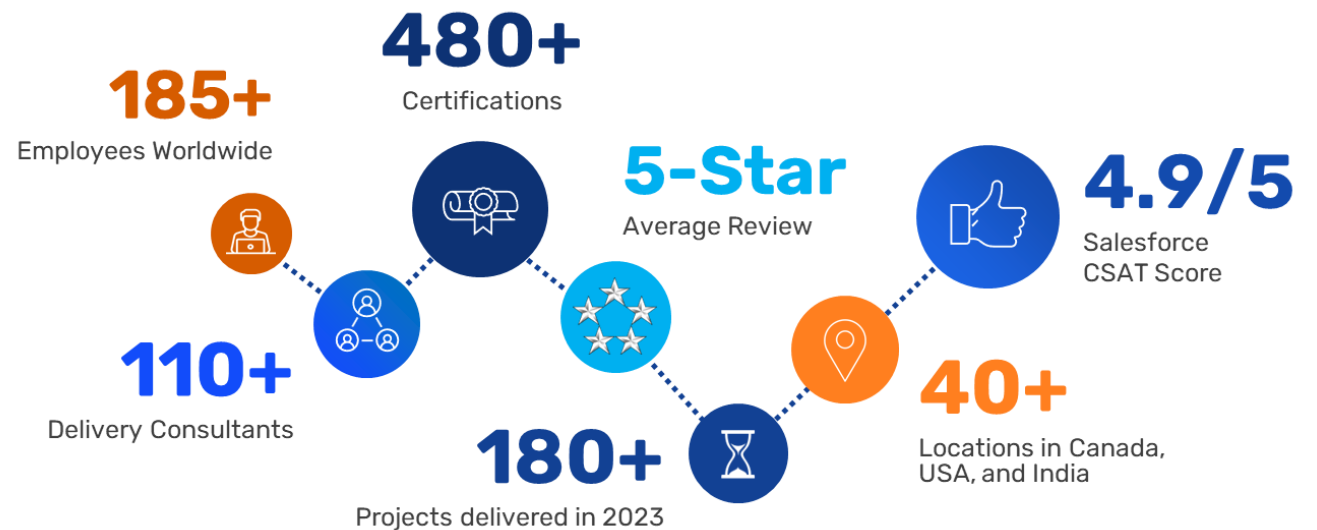 185+
Employees Worldwide
110+
Delivery Consultants
480+
Certifications
5-Star
Average Review
180+
Projects delivered in 2023
40+
Locations in Canada,
USA, and India
4.9/5
Salesforce
CSAT Score